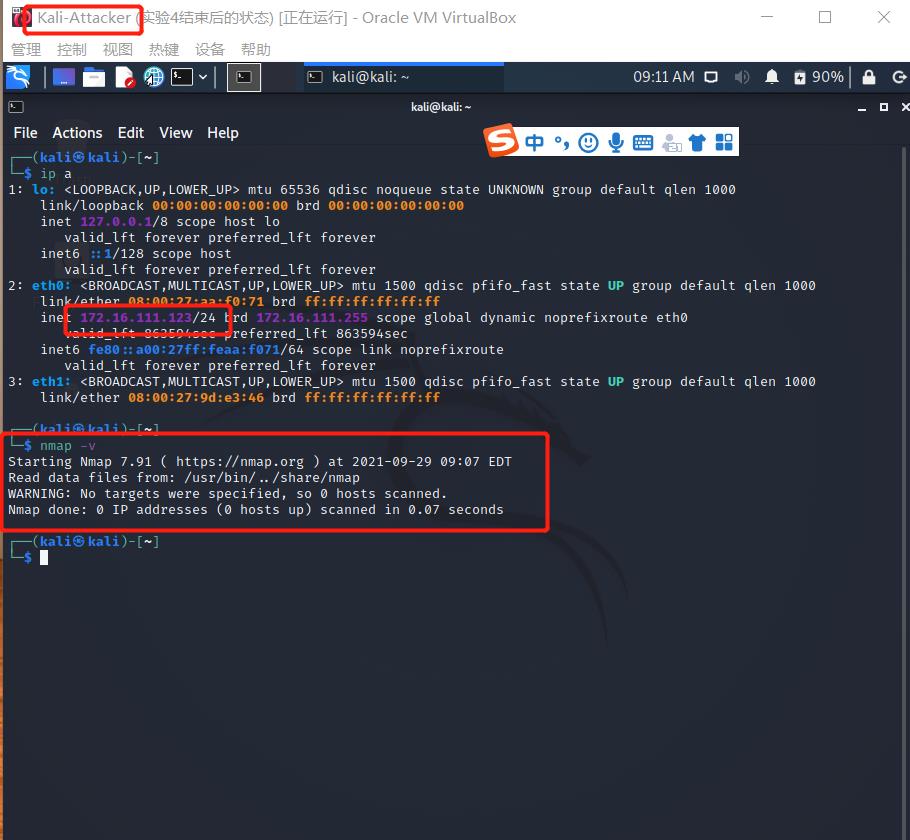 Kali-Attacker (实验4结束后的状态) [正在运行] - Oracle VM VirtualBox
管理 控制 视图 热键 设备 帮助
kali@kali: ~ 09:11 AM 90%
kali@kali: ~
File Actions Edit View Help
中
┌──(kali㉿kali)-[~]
└─$ ip a
1: lo: <LOOPBACK,UP,LOWER_UP> mtu 65536 qdisc noqueue state UNKNOWN group default qlen 1000
link/loopback 00:00:00:00:00:00 brd 00:00:00:00:00:00
inet 127.0.0.1/8 scope host lo
valid_lft forever preferred_lft forever
inet6 ::1/128 scope host
valid_lft forever preferred_lft forever
2: eth0: <BROADCAST,MULTICAST,UP,LOWER_UP> mtu 1500 qdisc pfifo_fast state UP group default qlen 1000
link/ether 08:00:27:aa:f0:71 brd ff:ff:ff:ff:ff:ff
inet 172.16.111.123/24 brd 172.16.111.255 scope global dynamic noprefixroute eth0
valid_lft 863594sec preferred_lft 863594sec
inet6 fe80::a00:27ff:feaa:f071/64 scope link noprefixroute
valid_lft forever preferred_lft forever
3: eth1: <BROADCAST,MULTICAST,UP,LOWER_UP> mtu 1500 qdisc pfifo_fast state UP group default qlen 1000
link/ether 08:00:27:9d:e3:46 brd ff:ff:ff:ff:ff:ff
┌──(kali㉿kali)-[~]
└─$ nmap -v
Starting Nmap 7.91 ( https://nmap.org ) at 2021-09-29 09:07 EDT
Read data files from: /usr/bin/../share/nmap
WARNING: No targets were specified, so 0 hosts scanned.
Nmap done: 0 IP addresses (0 hosts up) scanned in 0.07 seconds
┌──(kali㉿kali)-[~]
└─$